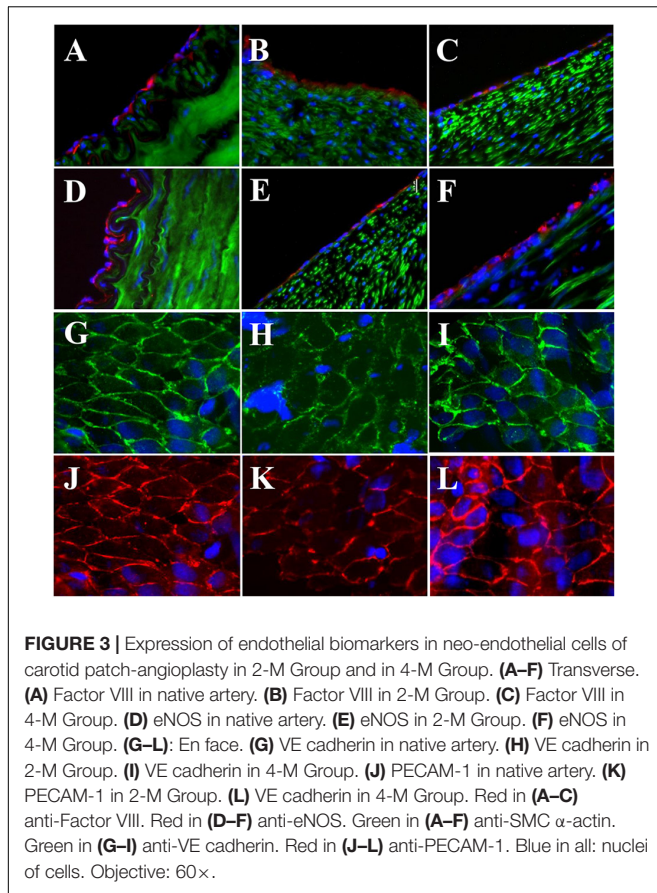 A
B
C
D
E
F
G
H
I
J
K
L
FIGURE 3 | Expression of endothelial biomarkers in neo-endothelial cells of
carotid patch-angioplasty in 2-M Group and in 4-M Group. (A–F) Transverse.
(A) Factor VIII in native artery. (B) Factor VIII in 2-M Group. (C) Factor VIII in
4-M Group. (D) eNOS in native artery. (E) eNOS in 2-M Group. (F) eNOS in
4-M Group. (G–L): En face. (G) VE cadherin in native artery. (H) VE cadherin in
2-M Group. (I) VE cadherin in 4-M Group. (J) PECAM-1 in native artery. (K)
PECAM-1 in 2-M Group. (L) VE cadherin in 4-M Group. Red in (A–C)
anti-Factor VIII. Red in (D–F) anti-eNOS. Green in (A–F) anti-SMC α-actin.
Green in (G–I) anti-VE cadherin. Red in (J–L) anti-PECAM-1. Blue in all: nuclei
of cells. Objective: 60×.